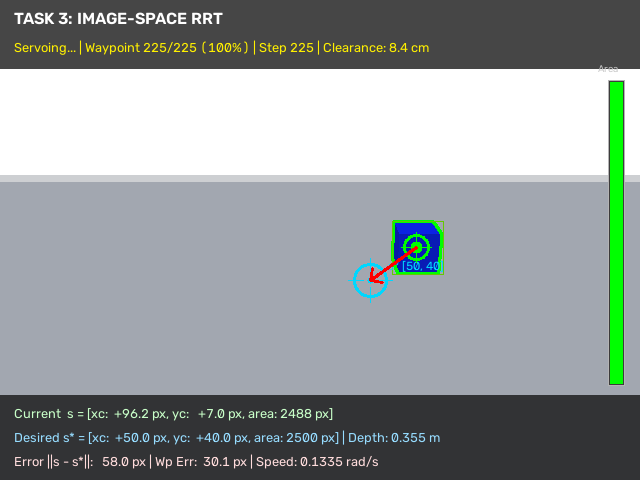 TASK 3: IMAGE-SPACE RRT
Servoing... | Waypoint 225/225 (100%) | Step 225 | Clearance: 8.4 cm
Area
[50, 40]
Current s = [xc: +96.2 px, yc: +7.0 px, area: 2488 px]
Desired s* = [xc: +50.0 px, yc: +40.0 px, area: 2500 px] | Depth: 0.355 m
Error ||s - s*||: 58.0 px | Wp Err: 30.1 px | Speed: 0.1335 rad/s